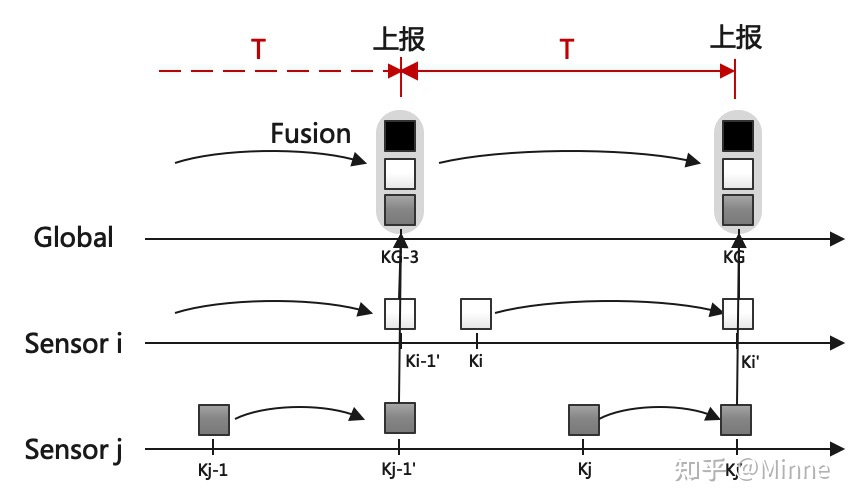 上报 上报
T T
Fusion
Global
KG-3 KG
Sensor i
Ki-1' Ki Ki'
Sensor j
Kj-1 Kj-1' Kj
知乎 @Minne